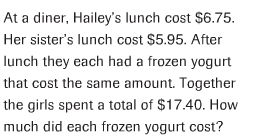 At a diner, Hailey's lunch cost $6.75.
Her sister's lunch cost $5.95. After
lunch they each had a frozen yogurt
that cost the same amount. Together
the girls spent a total of $17.40. How
much did each frozen yogurt cost?